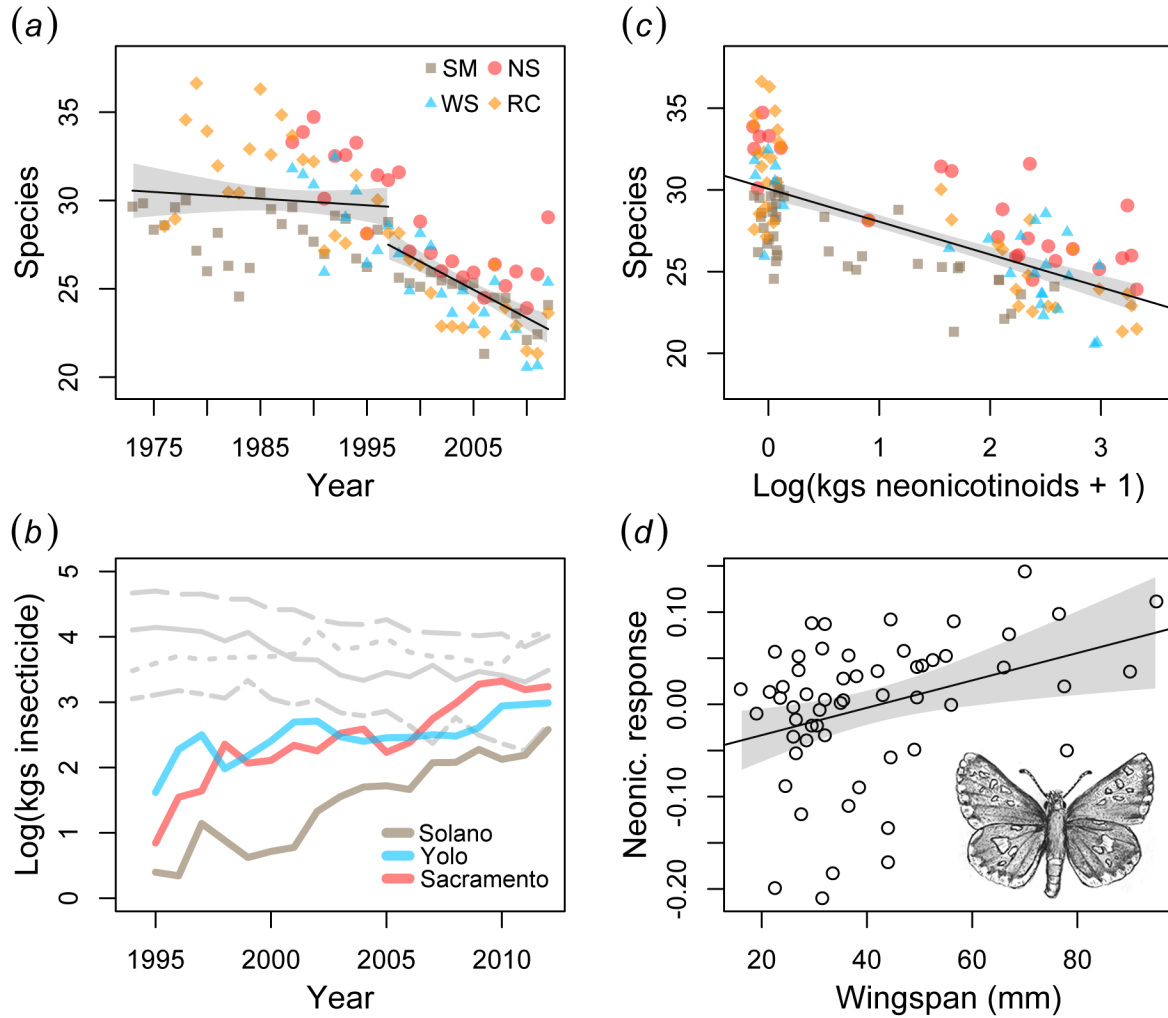 (a)
Species
35
30
25
20
SM NS
WS RC
1975 1985 1995 2005
Year
(c)
Species
35
30
25
20
0 1 2 3
Log(kgs neonicotinoids + 1)
(b)
Log(kgs insecticide)
5
4
3
2
1
0
Solano
Yolo
Sacramento
1995 2000 2005 2010
Year
(d)
Neonic. response
0.10
0.00
-0.10
-0.20
20 40 60 80
Wingspan (mm)